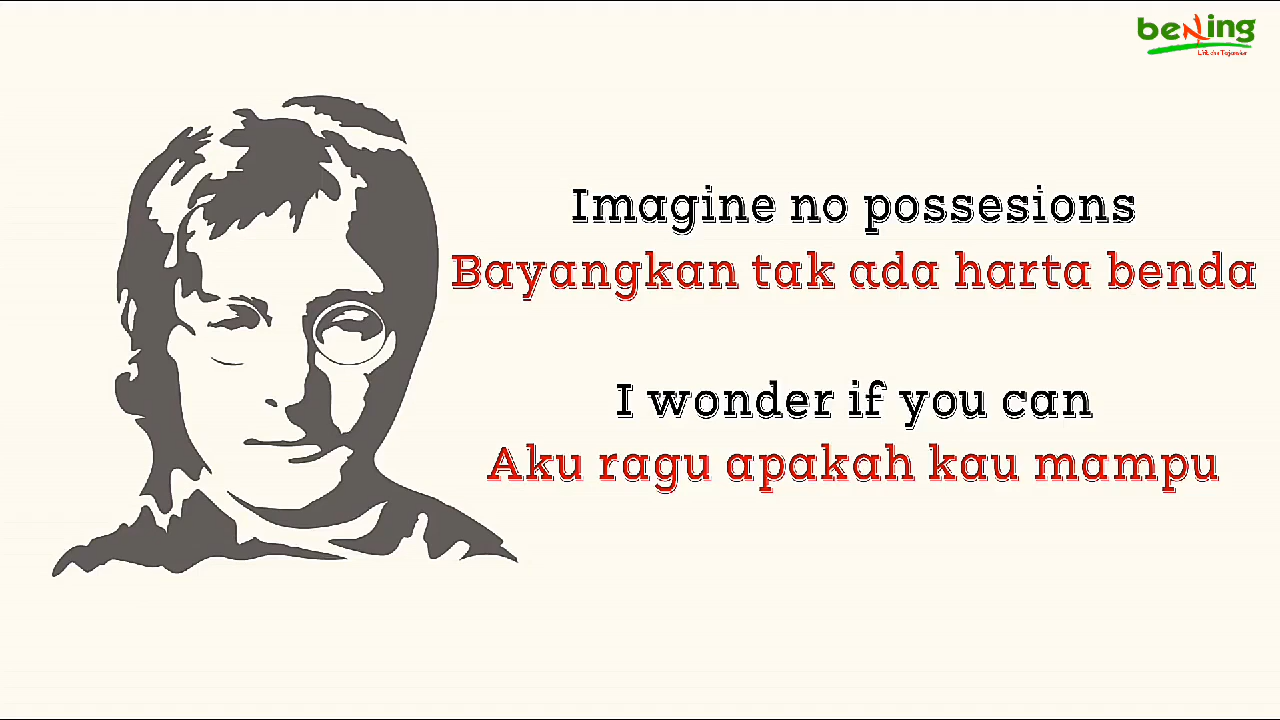 beNing
Imagine no possesions
Bayangkan tak ada harta benda
I wonder if you can
Aku ragu apakah kau mampu